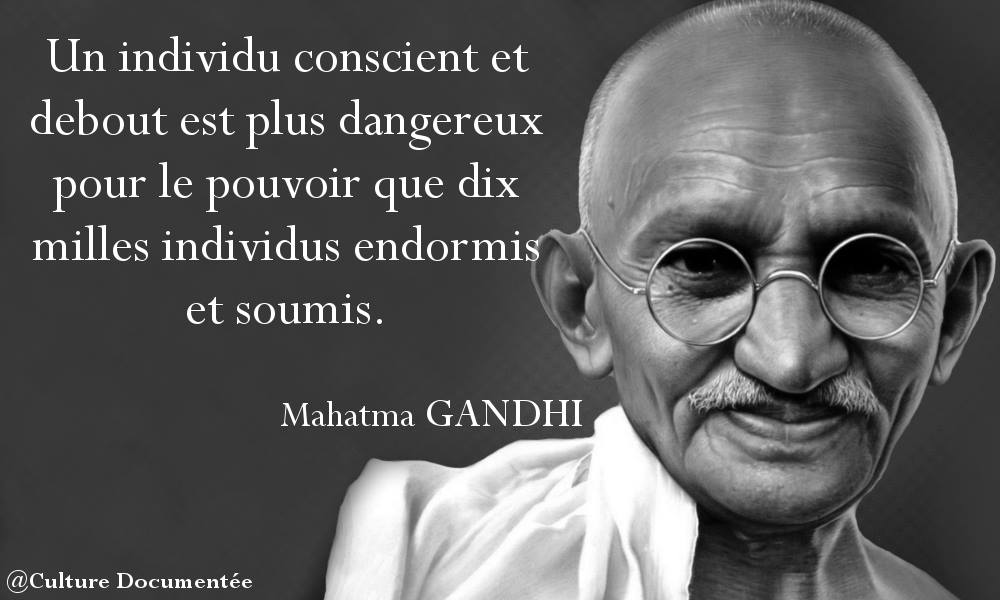 Un individu conscient et
debout est plus dangereux
pour le pouvoir que dix
milles individus endormis
et soumis.
Mahatma GANDHI
@Culture Documentée